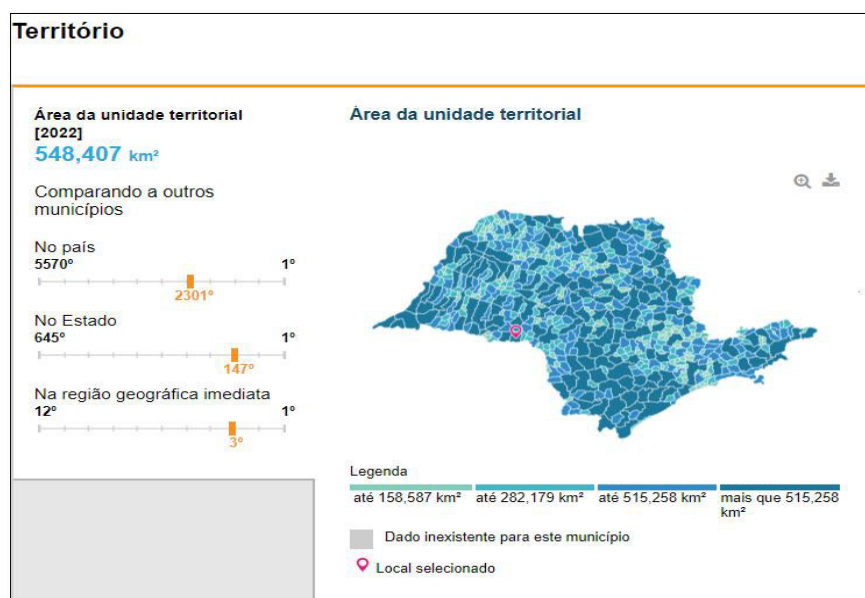 Território
Área da unidade territorial
[2022]
548,407 km²
Comparando a outros
municípios
No país
5570º 1º
2301º
No Estado
645º 1º
147º
Na região geográfica imediata
12º 1º
3º
Área da unidade territorial
Legenda
até 158,587 km² até 282,179 km² até 515,258 km² mais que 515,258
km²
Dado inexistente para este município
Local selecionado